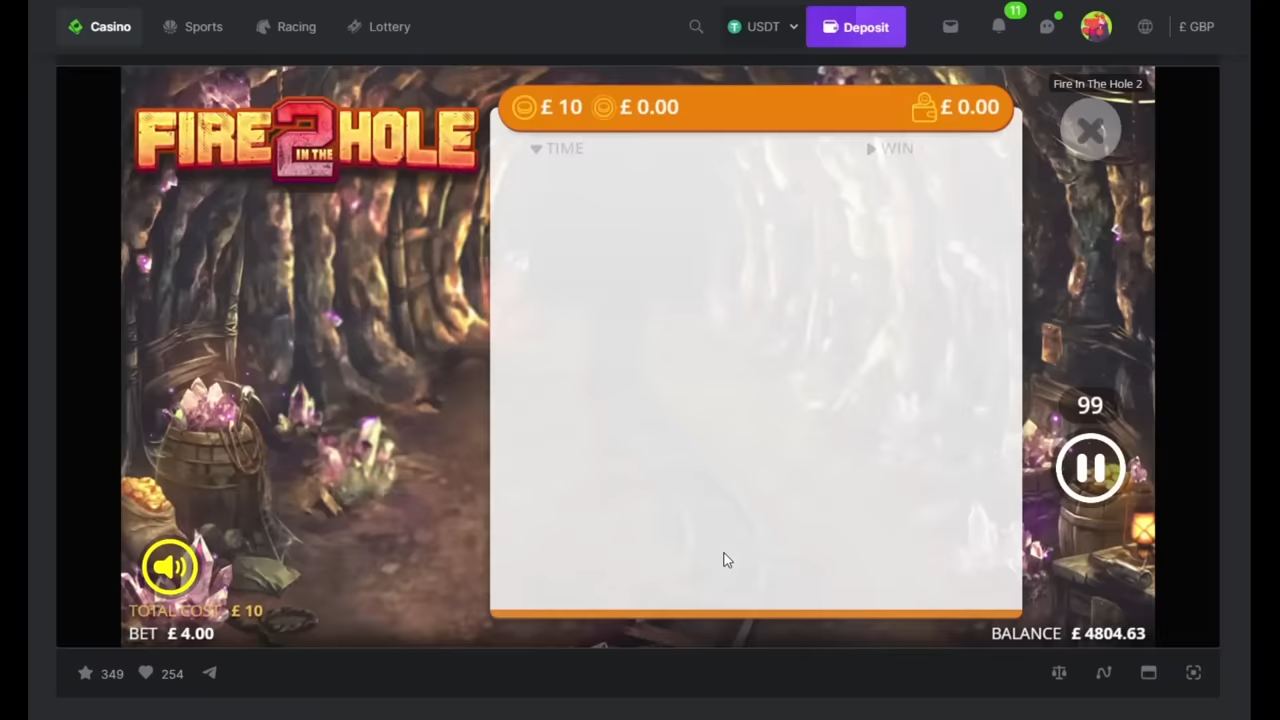 Casino Sports Racing Lottery USDT Deposit 11 £ GBP
Fire In The Hole 2
FIRE IN THE 2 HOLE
£ 10 £ 0.00 £ 0.00
TIME WIN
99
TOTAL COST £ 10
BET £ 4.00
BALANCE £ 4804.63
349 254